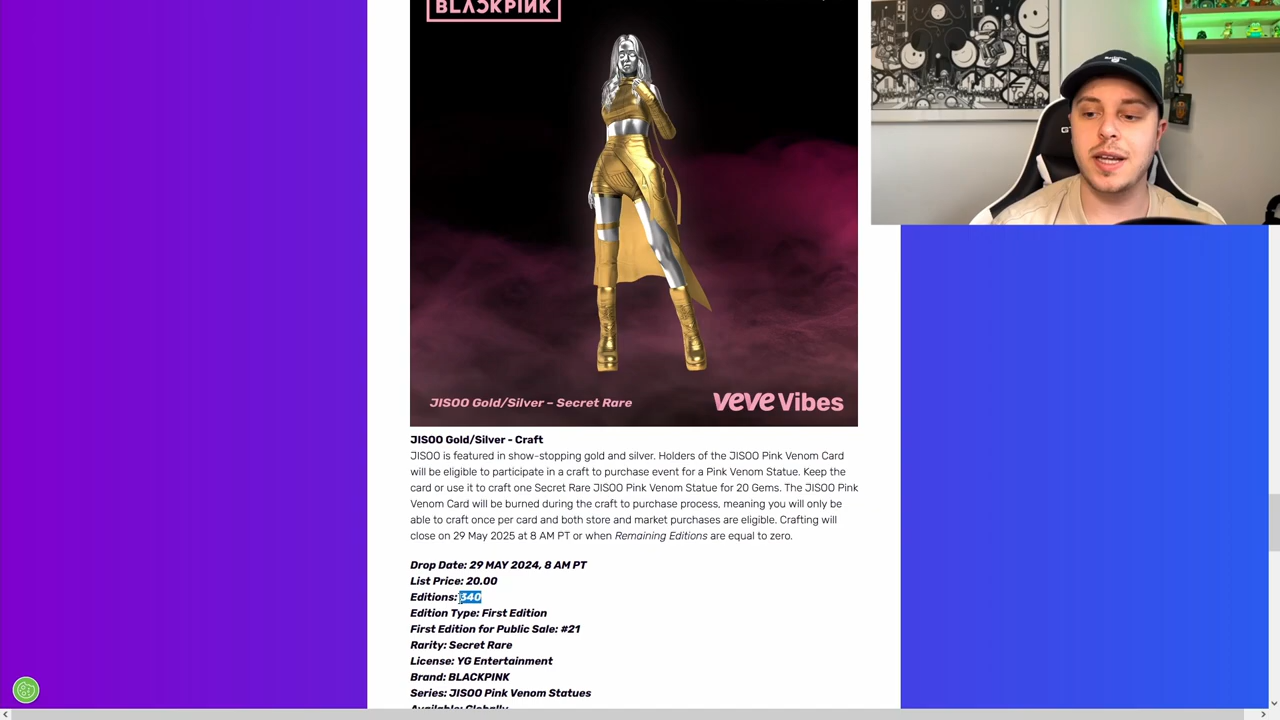 BLACKPINK
JISOO Gold/Silver – Secret Rare
veve Vibes
JISOO Gold/Silver - Craft
JISOO is featured in show-stopping gold and silver. Holders of the JISOO Pink Venom Card
will be eligible to participate in a craft to purchase event for a Pink Venom Statue. Keep the
card or use it to craft one Secret Rare JISOO Pink Venom Statue for 20 Gems. The JISOO Pink
Venom Card will be burned during the craft to purchase process, meaning you will only be
able to craft once per card and both store and market purchases are eligible. Crafting will
close on 29 May 2025 at 8 AM PT or when Remaining Editions are equal to zero.
Drop Date: 29 MAY 2024, 8 AM PT
List Price: 20.00
Editions: 340
Edition Type: First Edition
First Edition for Public Sale: #21
Rarity: Secret Rare
License: YG Entertainment
Brand: BLACKPINK
Series: JISOO Pink Venom Statues
Available: Globally